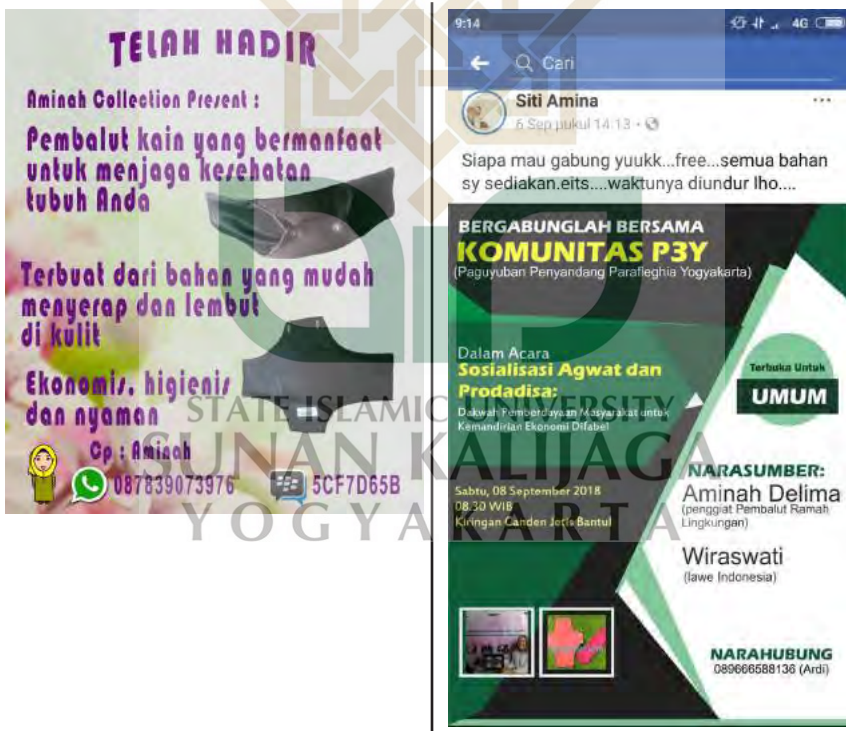 TELAH HADIR
Aminah Collection Present :
Pembalut kain yang bermanfaat
untuk menjaga kesehatan
tubuh Anda
Terbuat dari bahan yang mudah
menyerap dan lembut
di kulit
Ekonomis, higienis
dan nyaman
Cp : Aminah
087839073976 5CF7D65B
9:14 4G
Cari
Siti Amina
6 Sep pukul 14:13
Siapa mau gabung yuukk...free...semua bahan
sy sediakan.eits....waktunya diundur lho....
BERGABUNGLAH BERSAMA
KOMUNITAS P3Y
(Paguyuban Penyandang Parafleghia Yogyakarta)
Dalam Acara
Sosialisasi Agwat dan
Prodadisa:
Dakwah Pemberdayaan Masyarakat untuk
Kemandirian Ekonomi Difabel
Terbuka Untuk
UMUM
Sabtu, 08 September 2018
08.30 WIB
Kiringan Canden Jetis Bantul
NARASUMBER:
Aminah Delima
(penggiat Pembalut Ramah
Lingkungan)
Wiraswati
(lawe Indonesia)
NARAHUBUNG
089666588136 (Ardi)
STATE ISLAMIC UNIVERSITY
SUNAN KALIJAGA
YOGYAKARTA